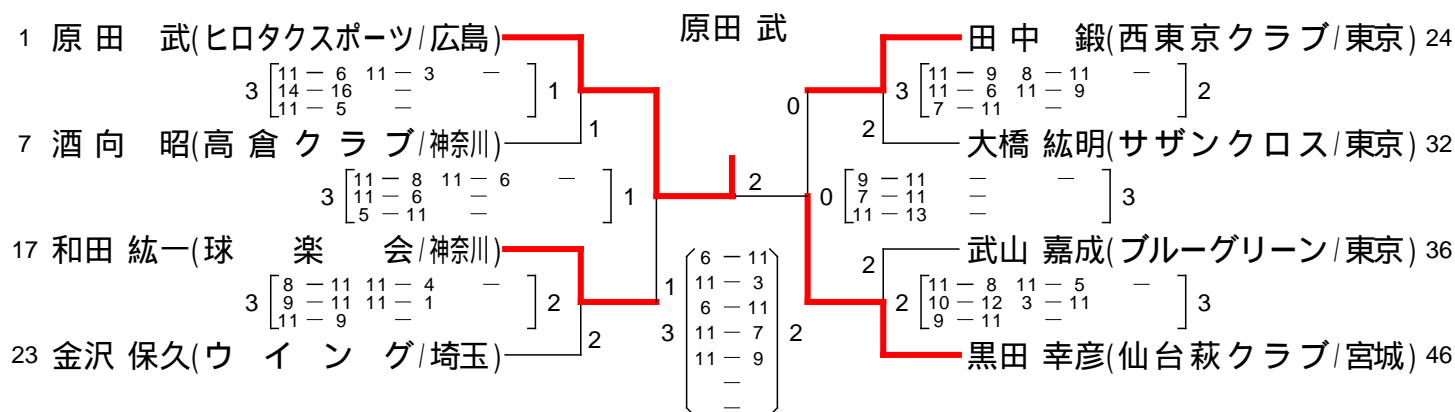 原田 武
1 原田 武(ヒロタクスポーツ/広島)
3 [11 － 6 11 － 3 － ] 1
14 － 16 －
11 － 5 －
1
7 酒向 昭(高倉クラブ/神奈川)
3 [11 － 8 11 － 6 － ] 1
11 － 6 －
5 － 11 －
17 和田 紘一(球楽会/神奈川)
3 [8 － 11 11 － 4 － ] 2
9 － 11 11 － 1
11 － 9 －
2
1
23 金沢 保久(ウイング/埼玉)
2
3 (6 － 11) 2
11 － 3
6 － 11
11 － 7
11 － 9
－
－
田中 鍛(西東京クラブ/東京) 24
0
3 [11 － 9 8 － 11 － ] 2
11 － 6 11 － 9
7 － 11 －
2
大橋 紘明(サザンクロス/東京) 32
0 [9 － 11 － － ] 3
7 － 11 －
11 － 13 －
武山 嘉成(ブルーグリーン/東京) 36
2
2 [11 － 8 11 － 5 － ] 3
10 － 12 3 － 11
9 － 11 －
黒田 幸彦(仙台萩クラブ/宮城) 46